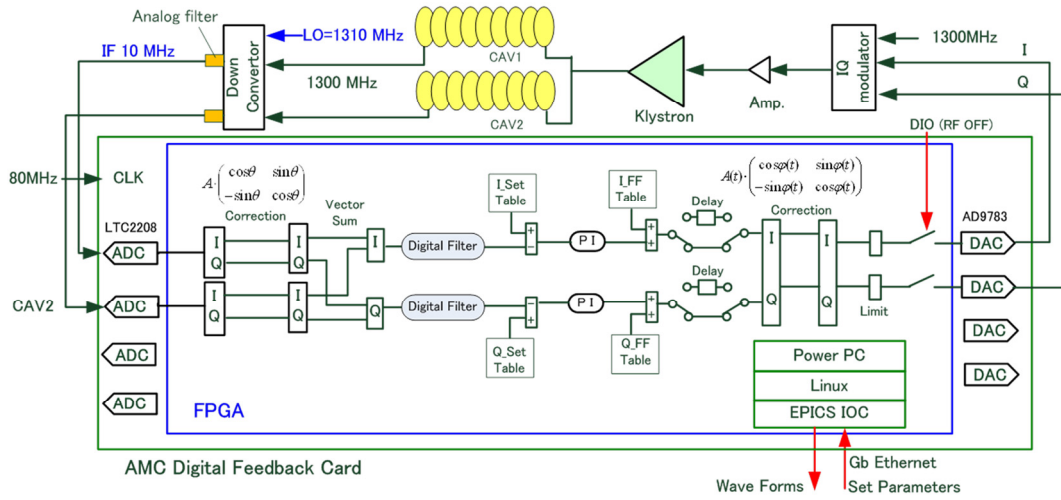 Analog filter
LO=1310 MHz
IF 10 MHz
Down
Convertor
1300 MHz
CAV1
CAV2
Klystron
Amp.
IQ
modulator
1300MHz
I
Q
DIO (RF OFF)
80MHz
CLK
A·(cosθ sinθ
−sinθ cosθ)
Correction
Vector
Sum
I_Set
Table
I_FF
Table
Delay
A(t)·(cosφ(t) sinφ(t)
−sinφ(t) cosφ(t))
Correction
LTC2208
AD9783
ADC
I
Q
I
Q
I
Digital Filter
+
−
P I
+
+
I
I
DAC
CAV2
ADC
I
Q
I
Q
Q
Digital Filter
−
+
P I
+
+
Delay
Q
Q
Limit
DAC
Q_Set
Table
Q_FF
Table
ADC
DAC
ADC
DAC
Power PC
Linux
EPICS IOC
FPGA
AMC Digital Feedback Card
Gb Ethernet
Wave Forms
Set Parameters